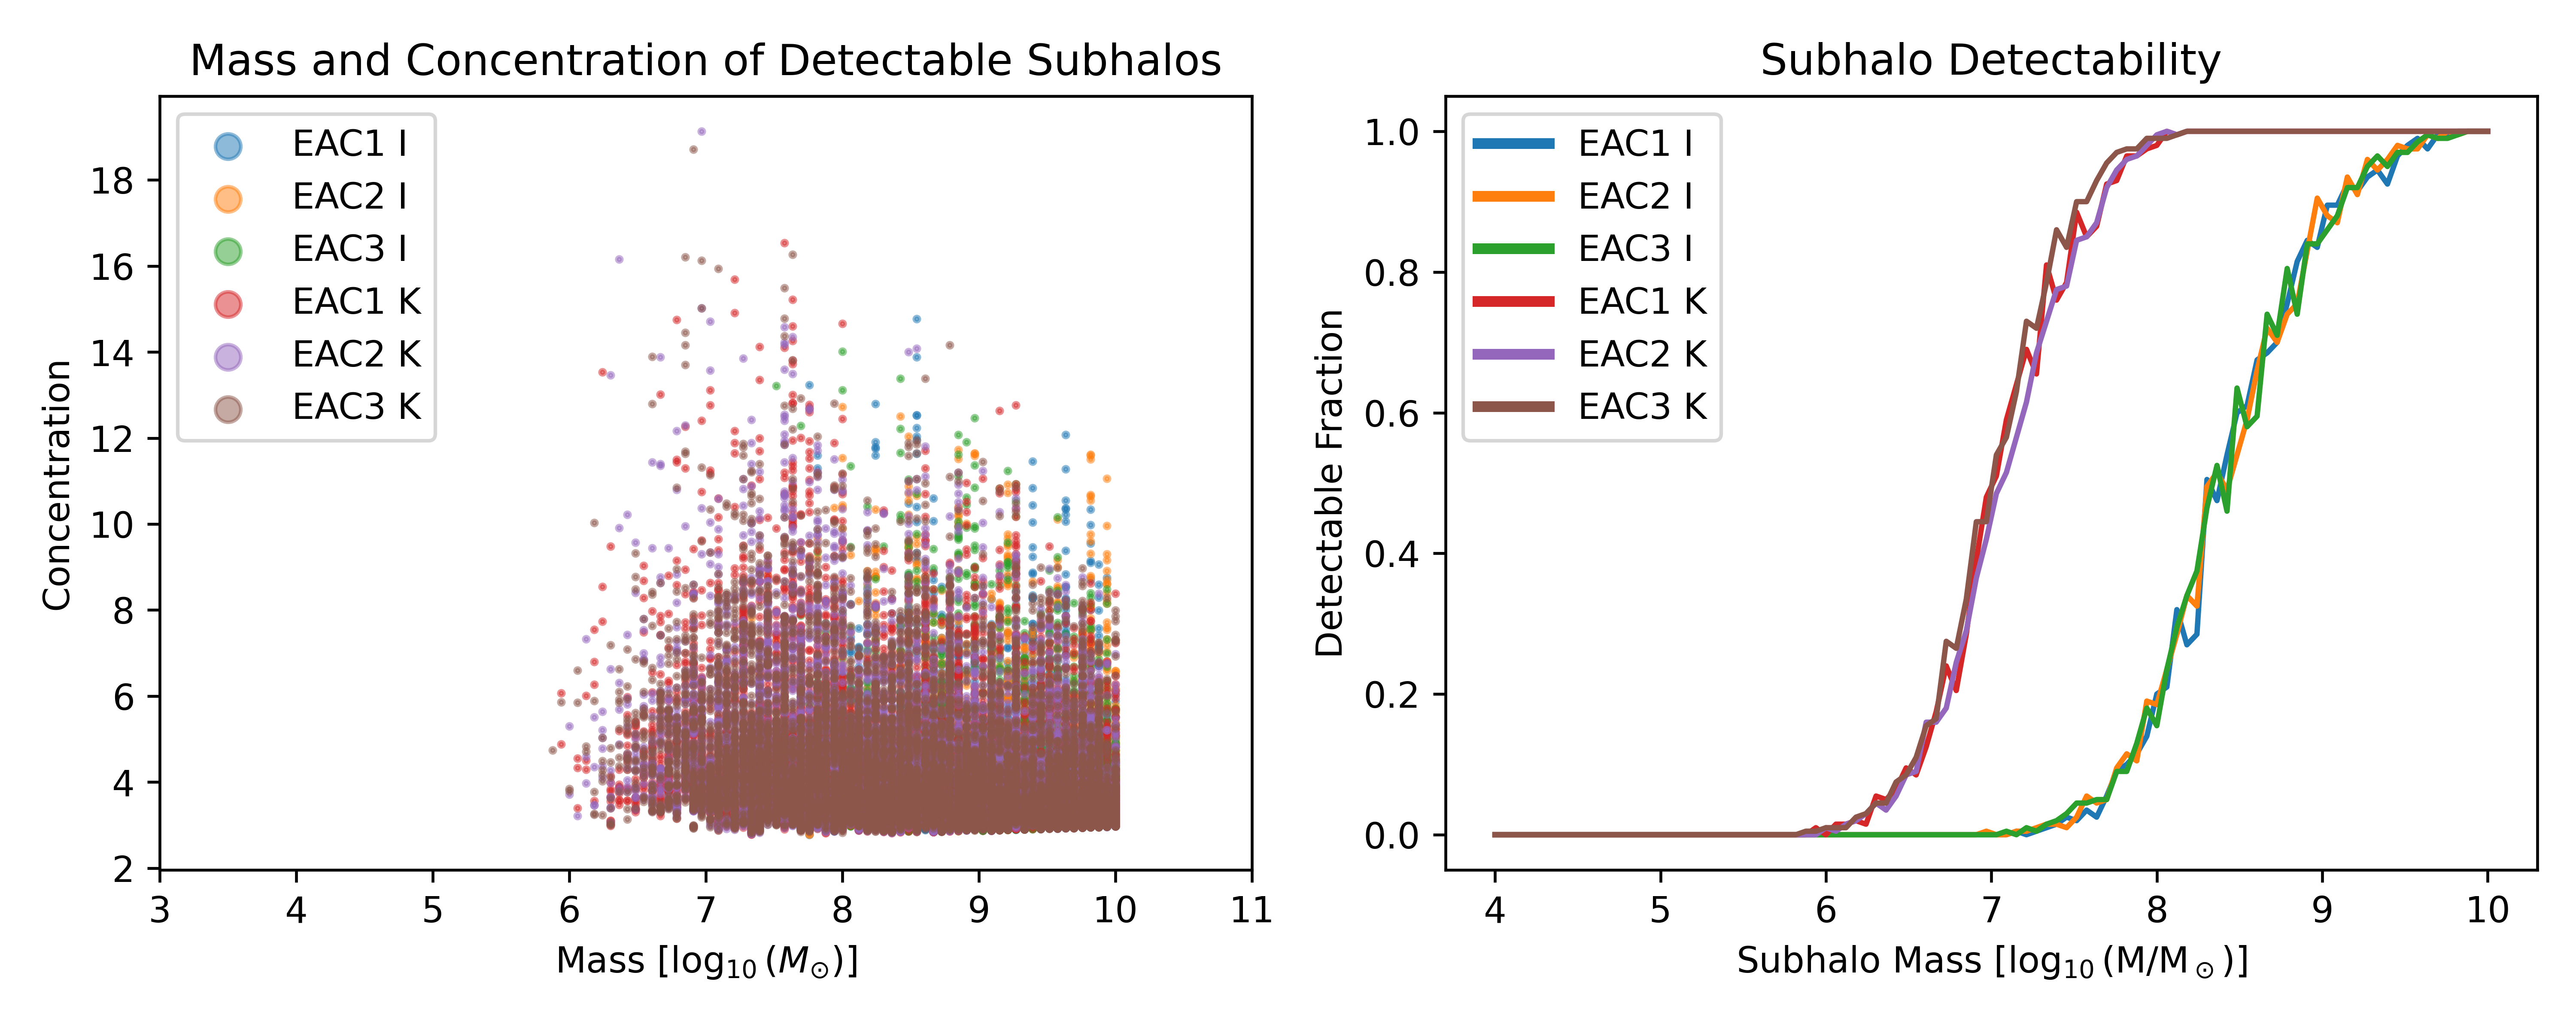 Mass and Concentration of Detectable Subhalos
EAC1 I
EAC2 I
EAC3 I
EAC1 K
EAC2 K
EAC3 K
Concentration
18
16
14
12
10
8
6
4
2
3 4 5 6 7 8 9 10 11
Mass [log₁₀(M⊙)]
Subhalo Detectability
EAC1 I
EAC2 I
EAC3 I
EAC1 K
EAC2 K
EAC3 K
Detectable Fraction
1.0
0.8
0.6
0.4
0.2
0.0
4 5 6 7 8 9 10
Subhalo Mass [log₁₀(M/M⊙)]